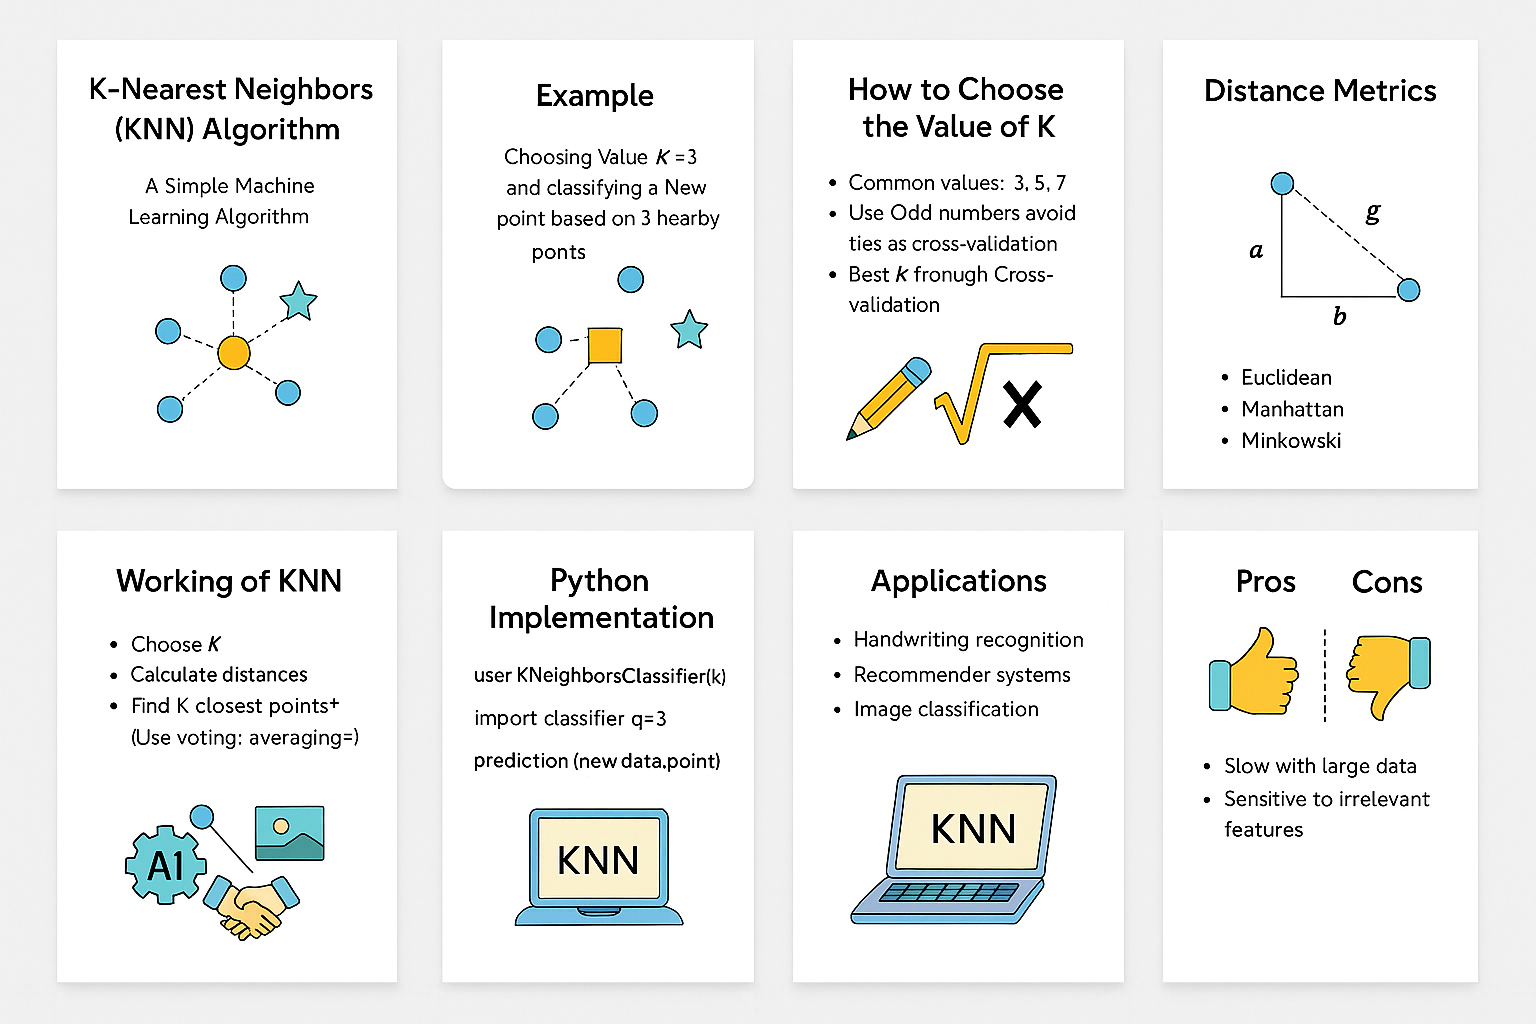 K-Nearest Neighbors
(KNN) Algorithm
A Simple Machine
Learning Algorithm
Example
Choosing Value K =3
and classifying a New
point based on 3 hearby
ponts
How to Choose
the Value of K
• Common values: 3, 5, 7
• Use Odd numbers avoid
ties as cross-validation
• Best K fronugh Cross-
validation
X
Distance Metrics
a
g
b
• Euclidean
• Manhattan
• Minkowski
Working of KNN
• Choose K
• Calculate distances
• Find K closest points+
(Use voting: averaging=)
A1
Python
Implementation
user KNeighborsClassifier(k)
import classifier q=3
prediction (new data.point)
KNN
Applications
• Handwriting recognition
• Recommender systems
• Image classification
KNN
Pros
Cons
• Slow with large data
• Sensitive to irrelevant
features